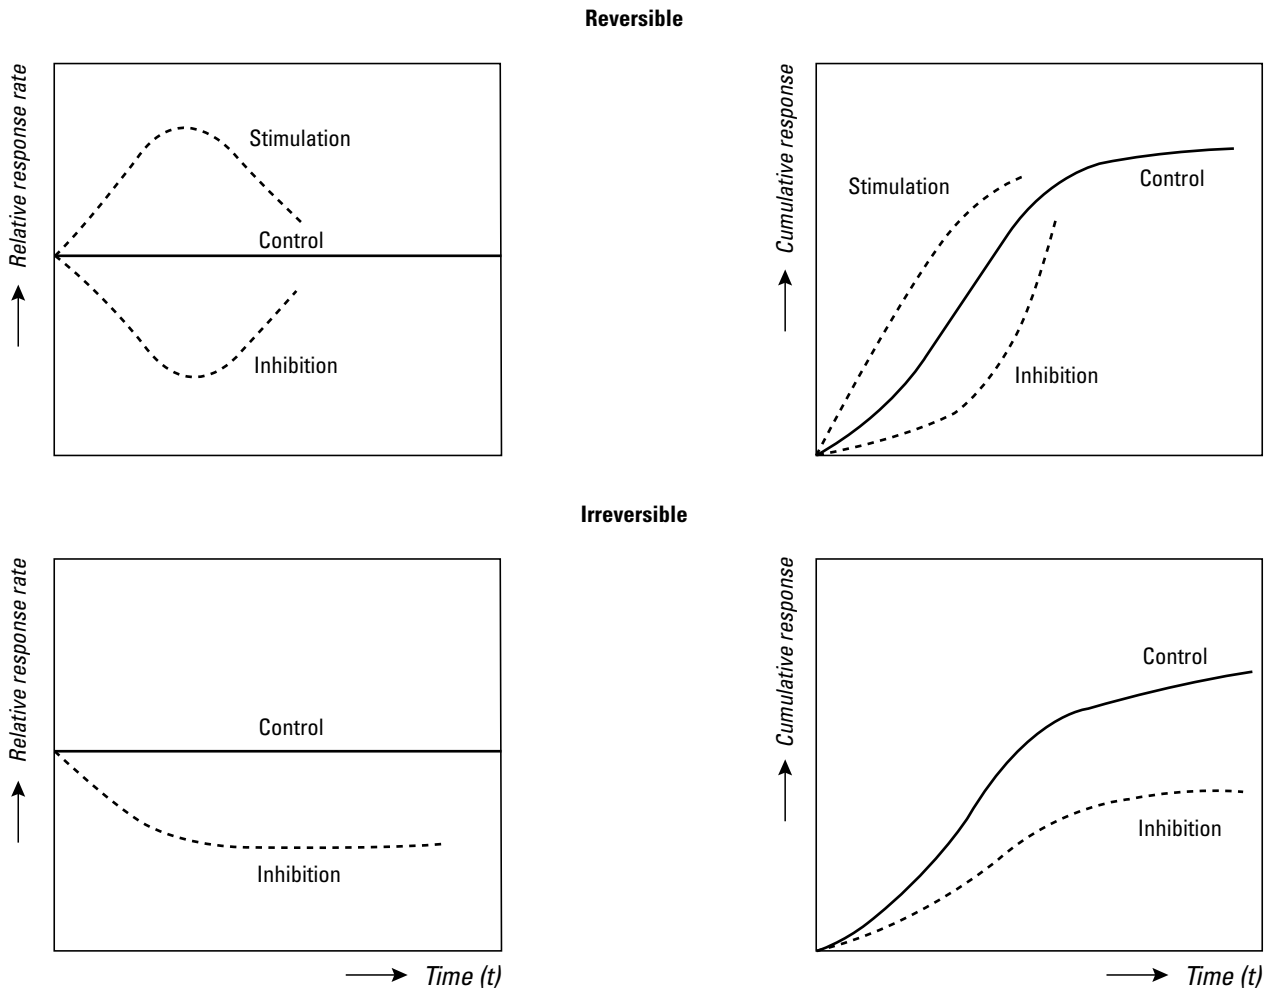 Reversible
Relative response rate
Stimulation
Control
Inhibition
Cumulative response
Stimulation
Control
Inhibition
Irreversible
Relative response rate
Control
Inhibition
Time (t)
Cumulative response
Control
Inhibition
Time (t)